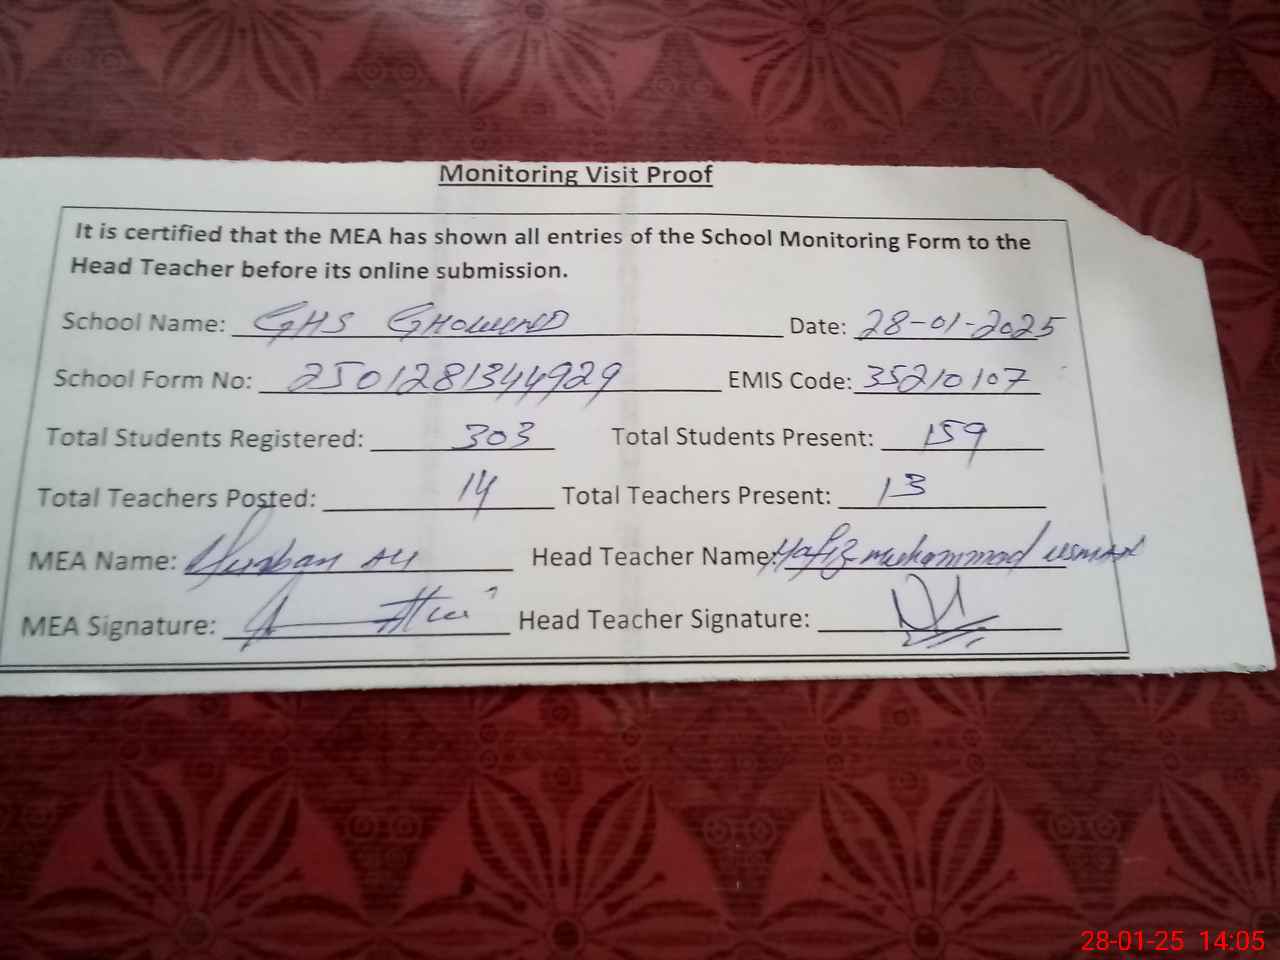 Monitoring Visit Proof
It is certified that the MEA has shown all entries of the School Monitoring Form to the
Head Teacher before its online submission.
School Name: GHS GHOWIND Date: 28-01-2025
School Form No: 2501281344929 EMIS Code: 35210107
Total Students Registered: 303 Total Students Present: 159
Total Teachers Posted: 14 Total Teachers Present: 13
MEA Name: Ali Head Teacher Name: Hafiz muhammad usman
MEA Signature: Head Teacher Signature:
28-01-25 14:05